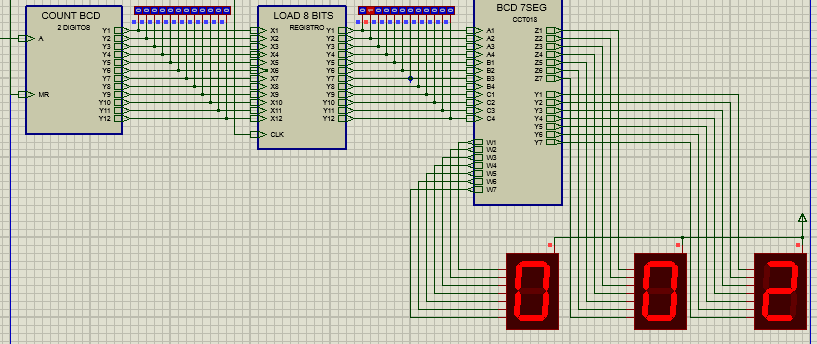 COUNT BCD
2 DIGITOS
A
MR
Y1
Y2
Y3
Y4
Y5
Y6
Y7
Y8
Y9
Y10
Y11
Y12
LOAD 8 BITS
REGISTRO
X1
X2
X3
X4
X5
X6
X7
X8
X9
X10
X11
X12
CLK
Y1
Y2
Y3
Y4
Y5
Y6
Y7
Y8
Y9
Y10
Y11
Y12
BCD 7SEG
CCT018
A1
A2
A3
A4
B1
B2
B3
B4
C1
C2
C3
C4
W1
W2
W3
W4
W5
W6
W7
Z1
Z2
Z3
Z4
Z5
Z6
Z7
Y1
Y2
Y3
Y4
Y5
Y6
Y7
0 0 2